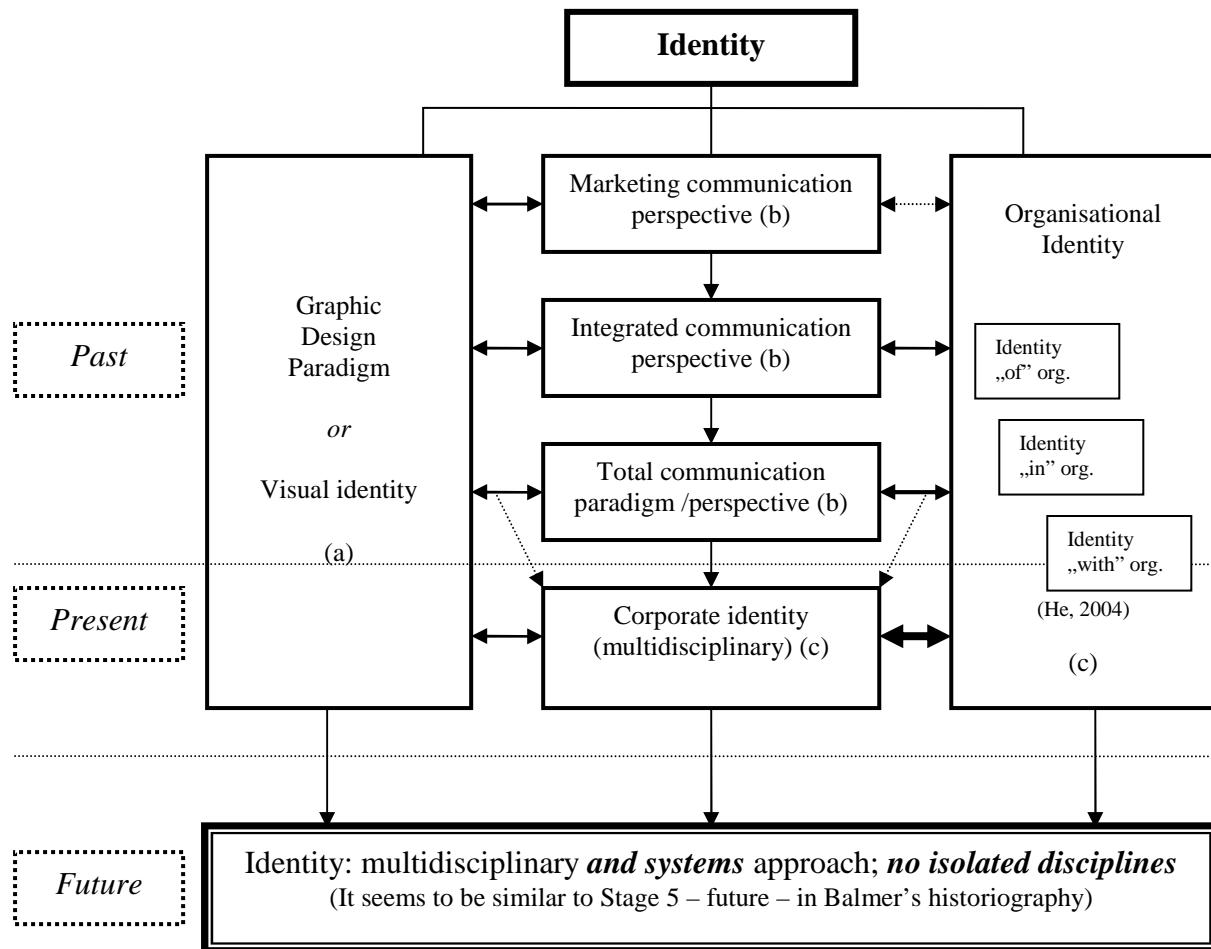 Identity
Marketing communication
perspective (b)
Organisational
Identity
Graphic
Design
Paradigm
or
Visual identity
(a)
Past
Integrated communication
perspective (b)
Identity
„of” org.
Identity
„in” org.
Total communication
paradigm /perspective (b)
Identity
„with” org.
(He, 2004)
(c)
Present
Corporate identity
(multidisciplinary) (c)
Future
Identity: multidisciplinary and systems approach; no isolated disciplines
(It seems to be similar to Stage 5 – future – in Balmer’s historiography)